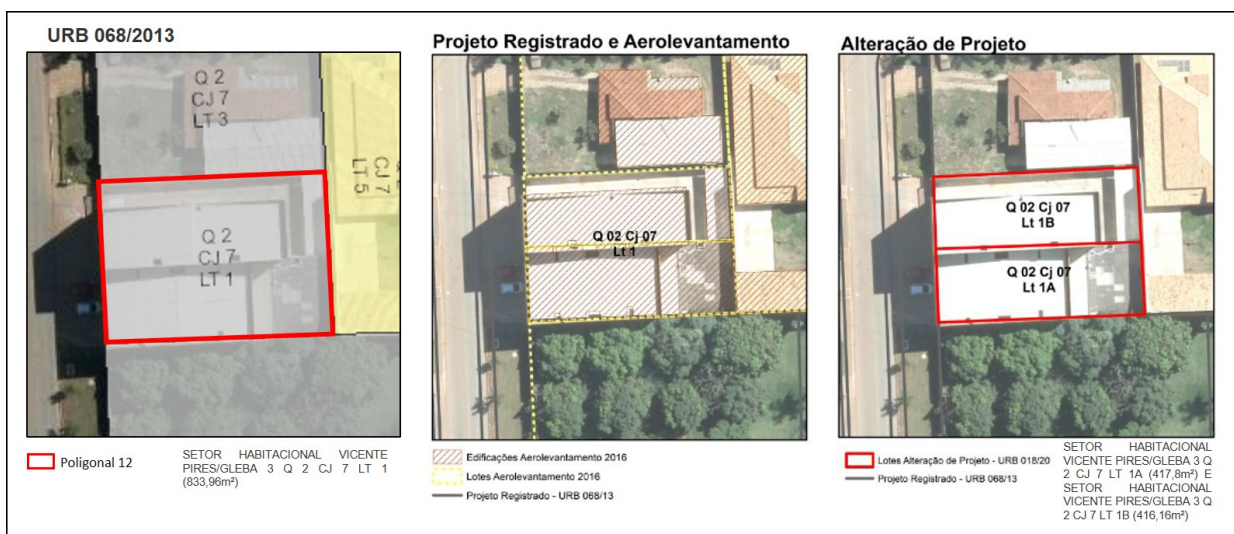 URB 068/2013
Q 2
CJ 7
LT 3
CJ 7
LT 5
Q 2
CJ 7
LT 1
Poligonal 12
SETOR HABITACIONAL VICENTE
PIRES/GLEBA 3 Q 2 CJ 7 LT 1
(833,96m²)
Projeto Registrado e Aerolevantamento
Q 02 Cj 07
Lt 1
Edificações Aerolevantamento 2016
Lotes Aerolevantamento 2016
Projeto Registrado - URB 068/13
Alteração de Projeto
Q 02 Cj 07
Lt 1B
Q 02 Cj 07
Lt 1A
Lotes Alteração de Projeto - URB 018/20
Projeto Registrado - URB 068/13
SETOR HABITACIONAL
VICENTE PIRES/GLEBA 3 Q
2 CJ 7 LT 1A (417,8m²) E
SETOR HABITACIONAL
VICENTE PIRES/GLEBA 3 Q
2 CJ 7 LT 1B (416,16m²)